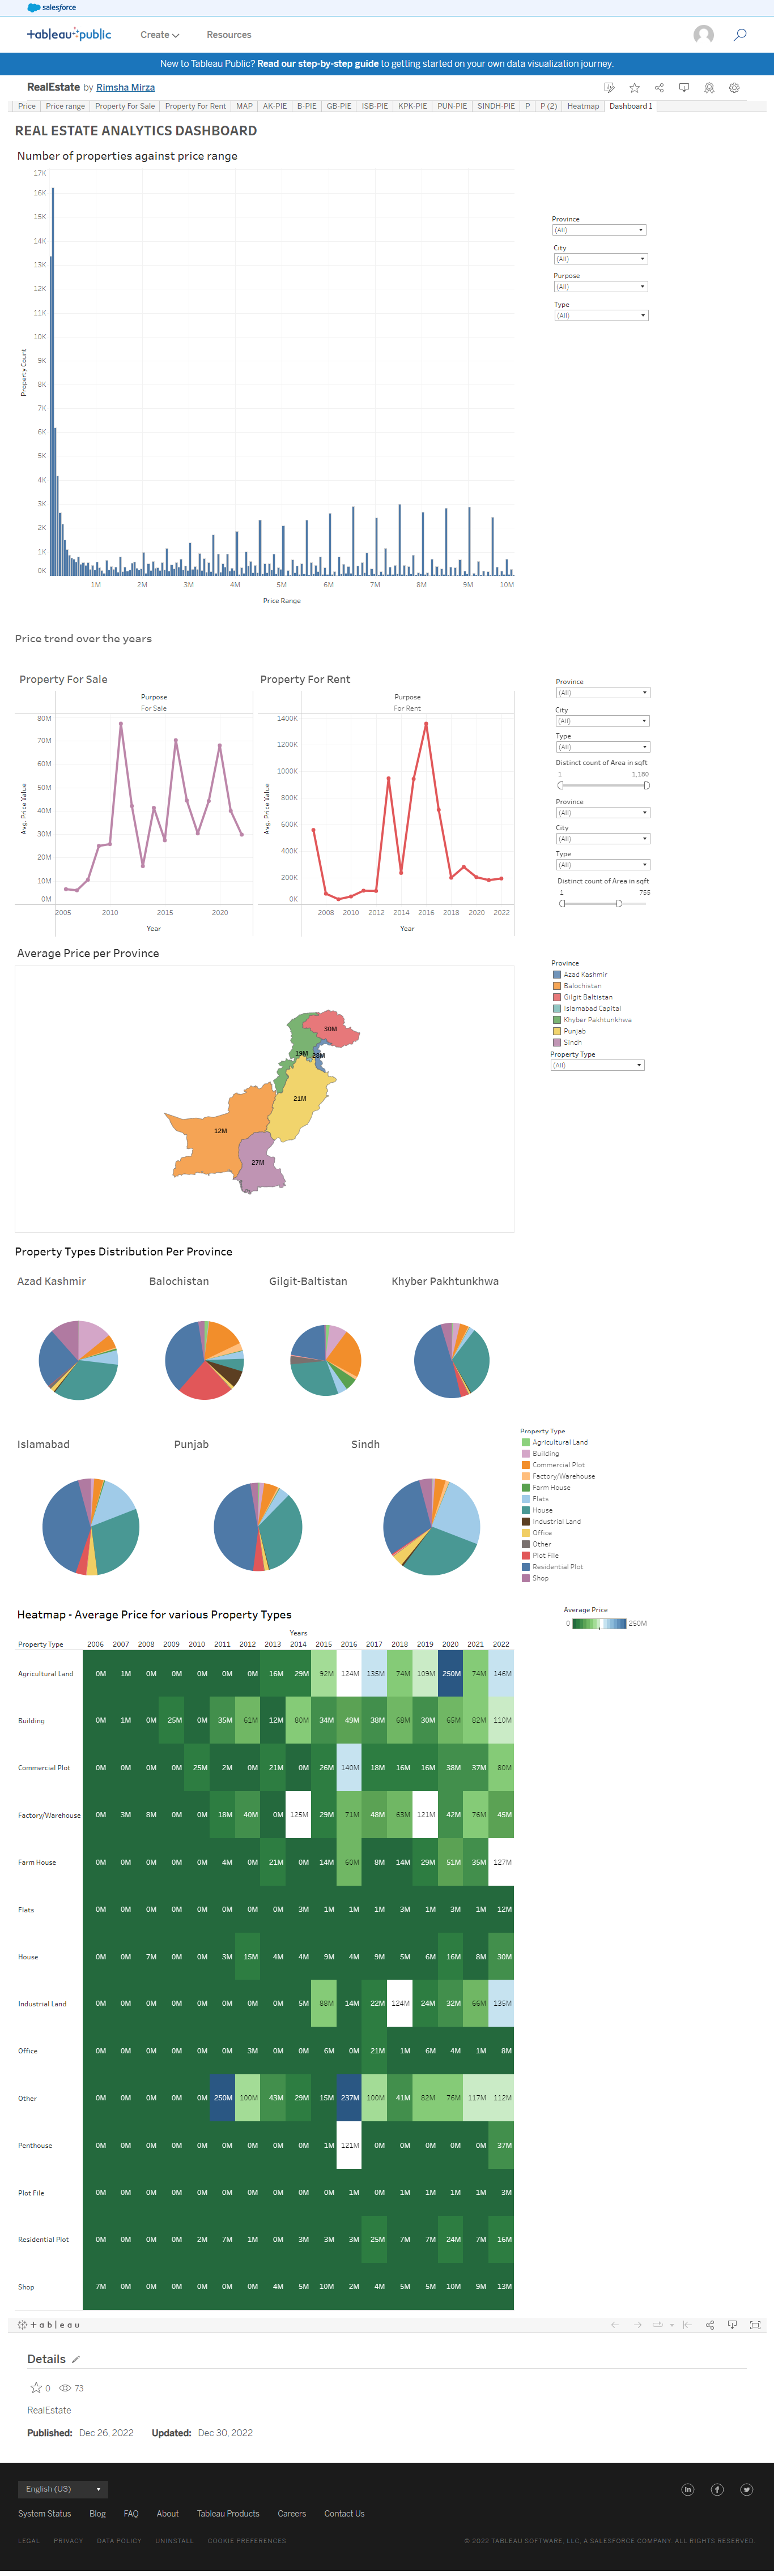 salesforce
+tableau public
Create
Resources
New to Tableau Public? Read our step-by-step guide to getting started on your own data visualization journey.
RealEstate by Rimsha Mirza
Price Price range Property For Sale Property For Rent MAP AK-PIE B-PIE GB-PIE ISB-PIE KPK-PIE PUN-PIE SINDH-PIE P P (2) Heatmap Dashboard 1
REAL ESTATE ANALYTICS DASHBOARD
Number of properties against price range
17K
16K
15K
14K
13K
12K
11K
10K
9K
8K
7K
6K
5K
4K
3K
2K
1K
0K
Property Count
1M 2M 3M 4M 5M 6M 7M 8M 9M 10M
Price Range
Province
(All)
City
(All)
Purpose
(All)
Type
(All)
Price trend over the years
Property For Sale
Purpose
For Sale
80M
70M
60M
50M
40M
30M
20M
10M
0M
Avg. Price Value
2005 2010 2015 2020
Year
Property For Rent
Purpose
For Rent
1400K
1200K
1000K
800K
600K
400K
200K
0K
Avg. Price Value
2008 2010 2012 2014 2016 2018 2020 2022
Year
Province
(All)
City
(All)
Type
(All)
Distinct count of Area in sqft
1 1,180
Province
(All)
City
(All)
Type
(All)
Distinct count of Area in sqft
1 755
Average Price per Province
30M
19M 28M
21M
12M
27M
Province
Azad Kashmir
Balochistan
Gilgit Baltistan
Islamabad Capital
Khyber Pakhtunkhwa
Punjab
Sindh
Property Type
(All)
Property Types Distribution Per Province
Azad Kashmir
Balochistan
Gilgit-Baltistan
Khyber Pakhtunkhwa
Islamabad
Punjab
Sindh
Property Type
Agricultural Land
Building
Commercial Plot
Factory/Warehouse
Farm House
Flats
House
Industrial Land
Office
Other
Plot File
Residential Plot
Shop
Heatmap - Average Price for various Property Types
Average Price
0 250M
Years
Property Type 2006 2007 2008 2009 2010 2011 2012 2013 2014 2015 2016 2017 2018 2019 2020 2021 2022
Agricultural Land 0M 1M 0M 0M 0M 0M 0M 16M 29M 92M 124M 135M 74M 109M 250M 74M 146M
Building 0M 1M 0M 25M 0M 35M 61M 12M 80M 34M 49M 38M 68M 30M 65M 82M 110M
Commercial Plot 0M 0M 0M 0M 25M 2M 0M 21M 0M 26M 140M 18M 16M 16M 38M 37M 80M
Factory/Warehouse 0M 3M 8M 0M 0M 18M 40M 0M 125M 29M 71M 48M 63M 121M 42M 76M 45M
Farm House 0M 0M 0M 0M 0M 4M 0M 21M 0M 14M 60M 8M 14M 29M 51M 35M 127M
Flats 0M 0M 0M 0M 0M 0M 0M 0M 3M 1M 1M 1M 3M 1M 3M 1M 12M
House 0M 0M 7M 0M 0M 3M 15M 4M 4M 9M 4M 9M 5M 6M 16M 8M 30M
Industrial Land 0M 0M 0M 0M 0M 0M 0M 0M 5M 88M 14M 22M 124M 24M 32M 66M 135M
Office 0M 0M 0M 0M 0M 0M 3M 0M 0M 6M 0M 21M 1M 6M 4M 1M 8M
Other 0M 0M 0M 0M 0M 250M 100M 43M 29M 15M 237M 100M 41M 82M 76M 117M 112M
Penthouse 0M 0M 0M 0M 0M 0M 0M 0M 0M 1M 121M 0M 0M 0M 0M 0M 37M
Plot File 0M 0M 0M 0M 0M 0M 0M 0M 0M 0M 1M 0M 1M 1M 1M 1M 3M
Residential Plot 0M 0M 0M 0M 2M 7M 1M 0M 3M 3M 3M 25M 7M 7M 24M 7M 16M
Shop 7M 0M 0M 0M 0M 0M 0M 4M 5M 10M 2M 4M 5M 5M 10M 9M 13M
+ a b | e a u
Details
0 73
RealEstate
Published: Dec 26, 2022 Updated: Dec 30, 2022
English (US)
System Status Blog FAQ About Tableau Products Careers Contact Us
LEGAL PRIVACY DATA POLICY UNINSTALL COOKIE PREFERENCES
© 2022 TABLEAU SOFTWARE, LLC, A SALESFORCE COMPANY. ALL RIGHTS RESERVED.